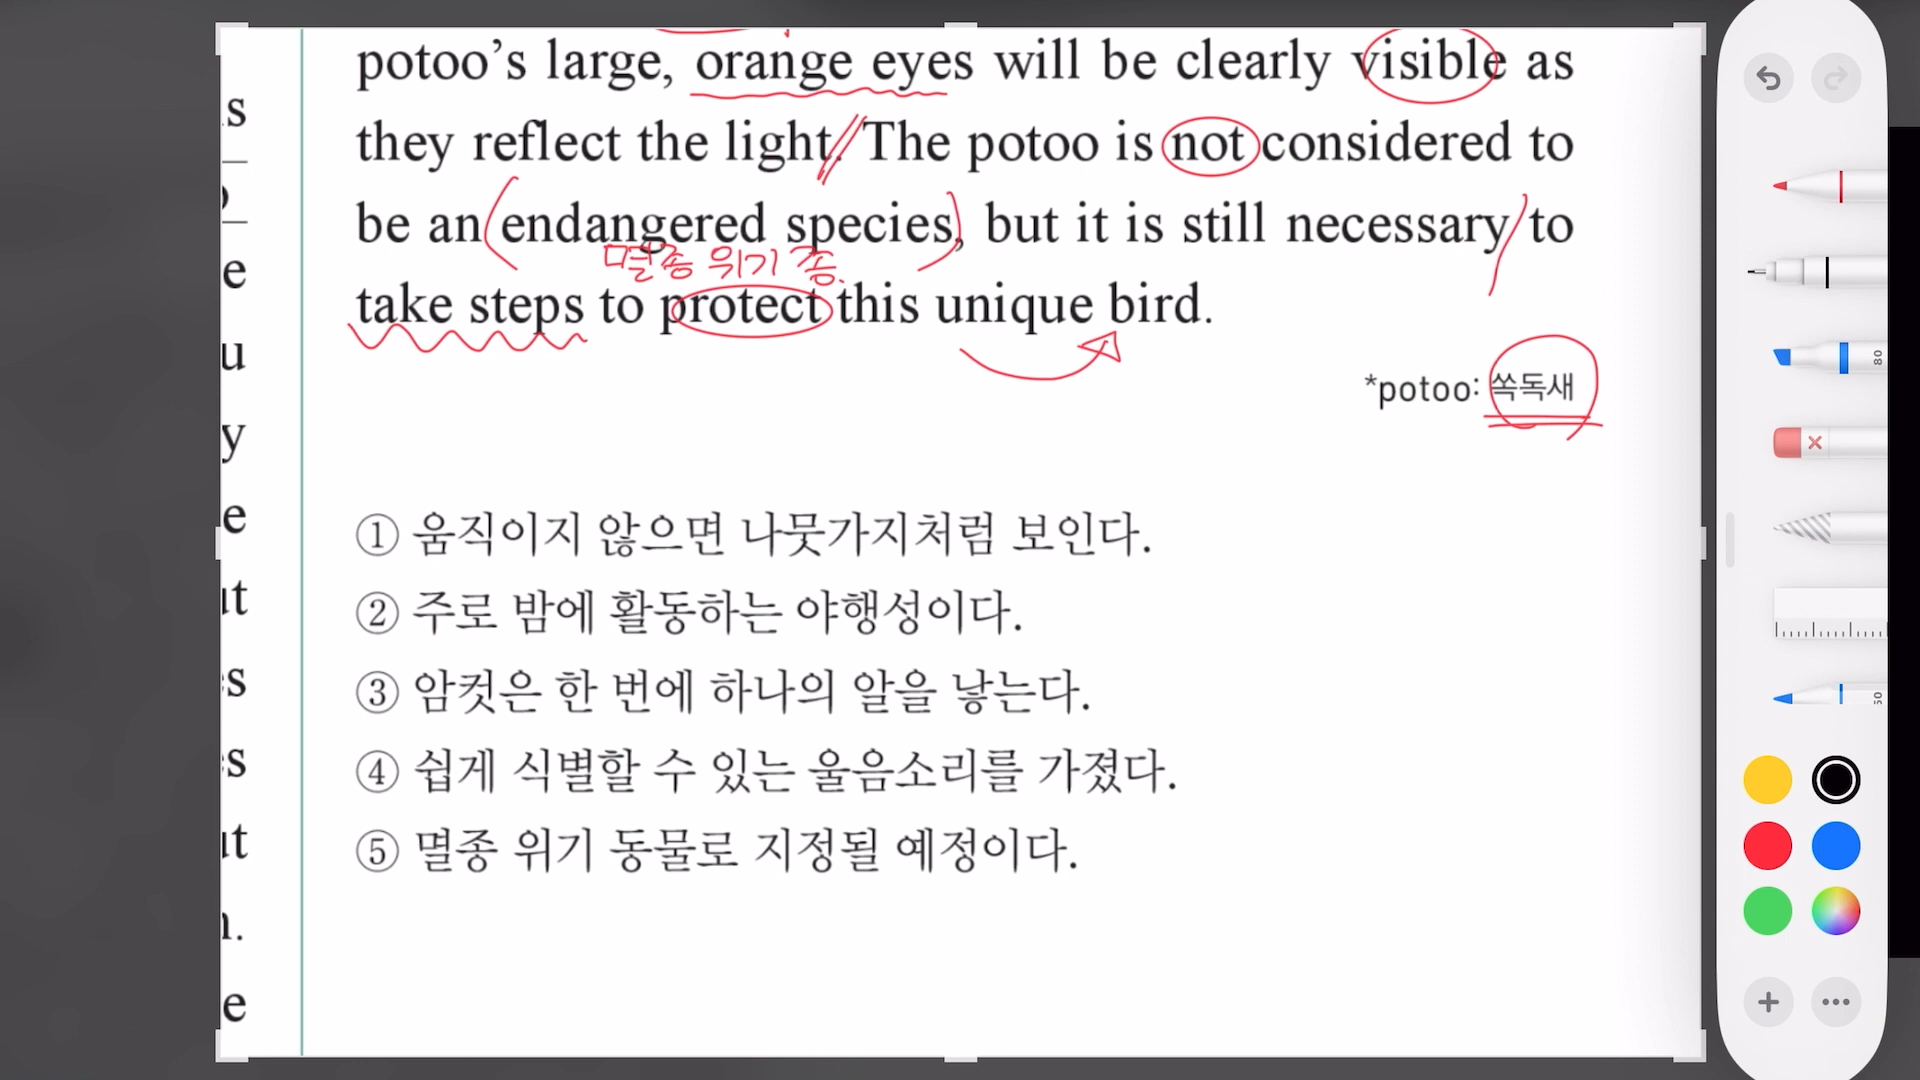 potoo's large, orange eyes will be clearly visible as
they reflect the light. The potoo is not considered to
be an endangered species, but it is still necessary to
멸종 위기 종.
take steps to protect this unique bird.
*potoo: 쏙독새
① 움직이지 않으면 나뭇가지처럼 보인다.
② 주로 밤에 활동하는 야행성이다.
③ 암컷은 한 번에 하나의 알을 낳는다.
④ 쉽게 식별할 수 있는 울음소리를 가졌다.
⑤ 멸종 위기 동물로 지정될 예정이다.
s
e
u
y
e
t
s
s
t
n.
e
80
50